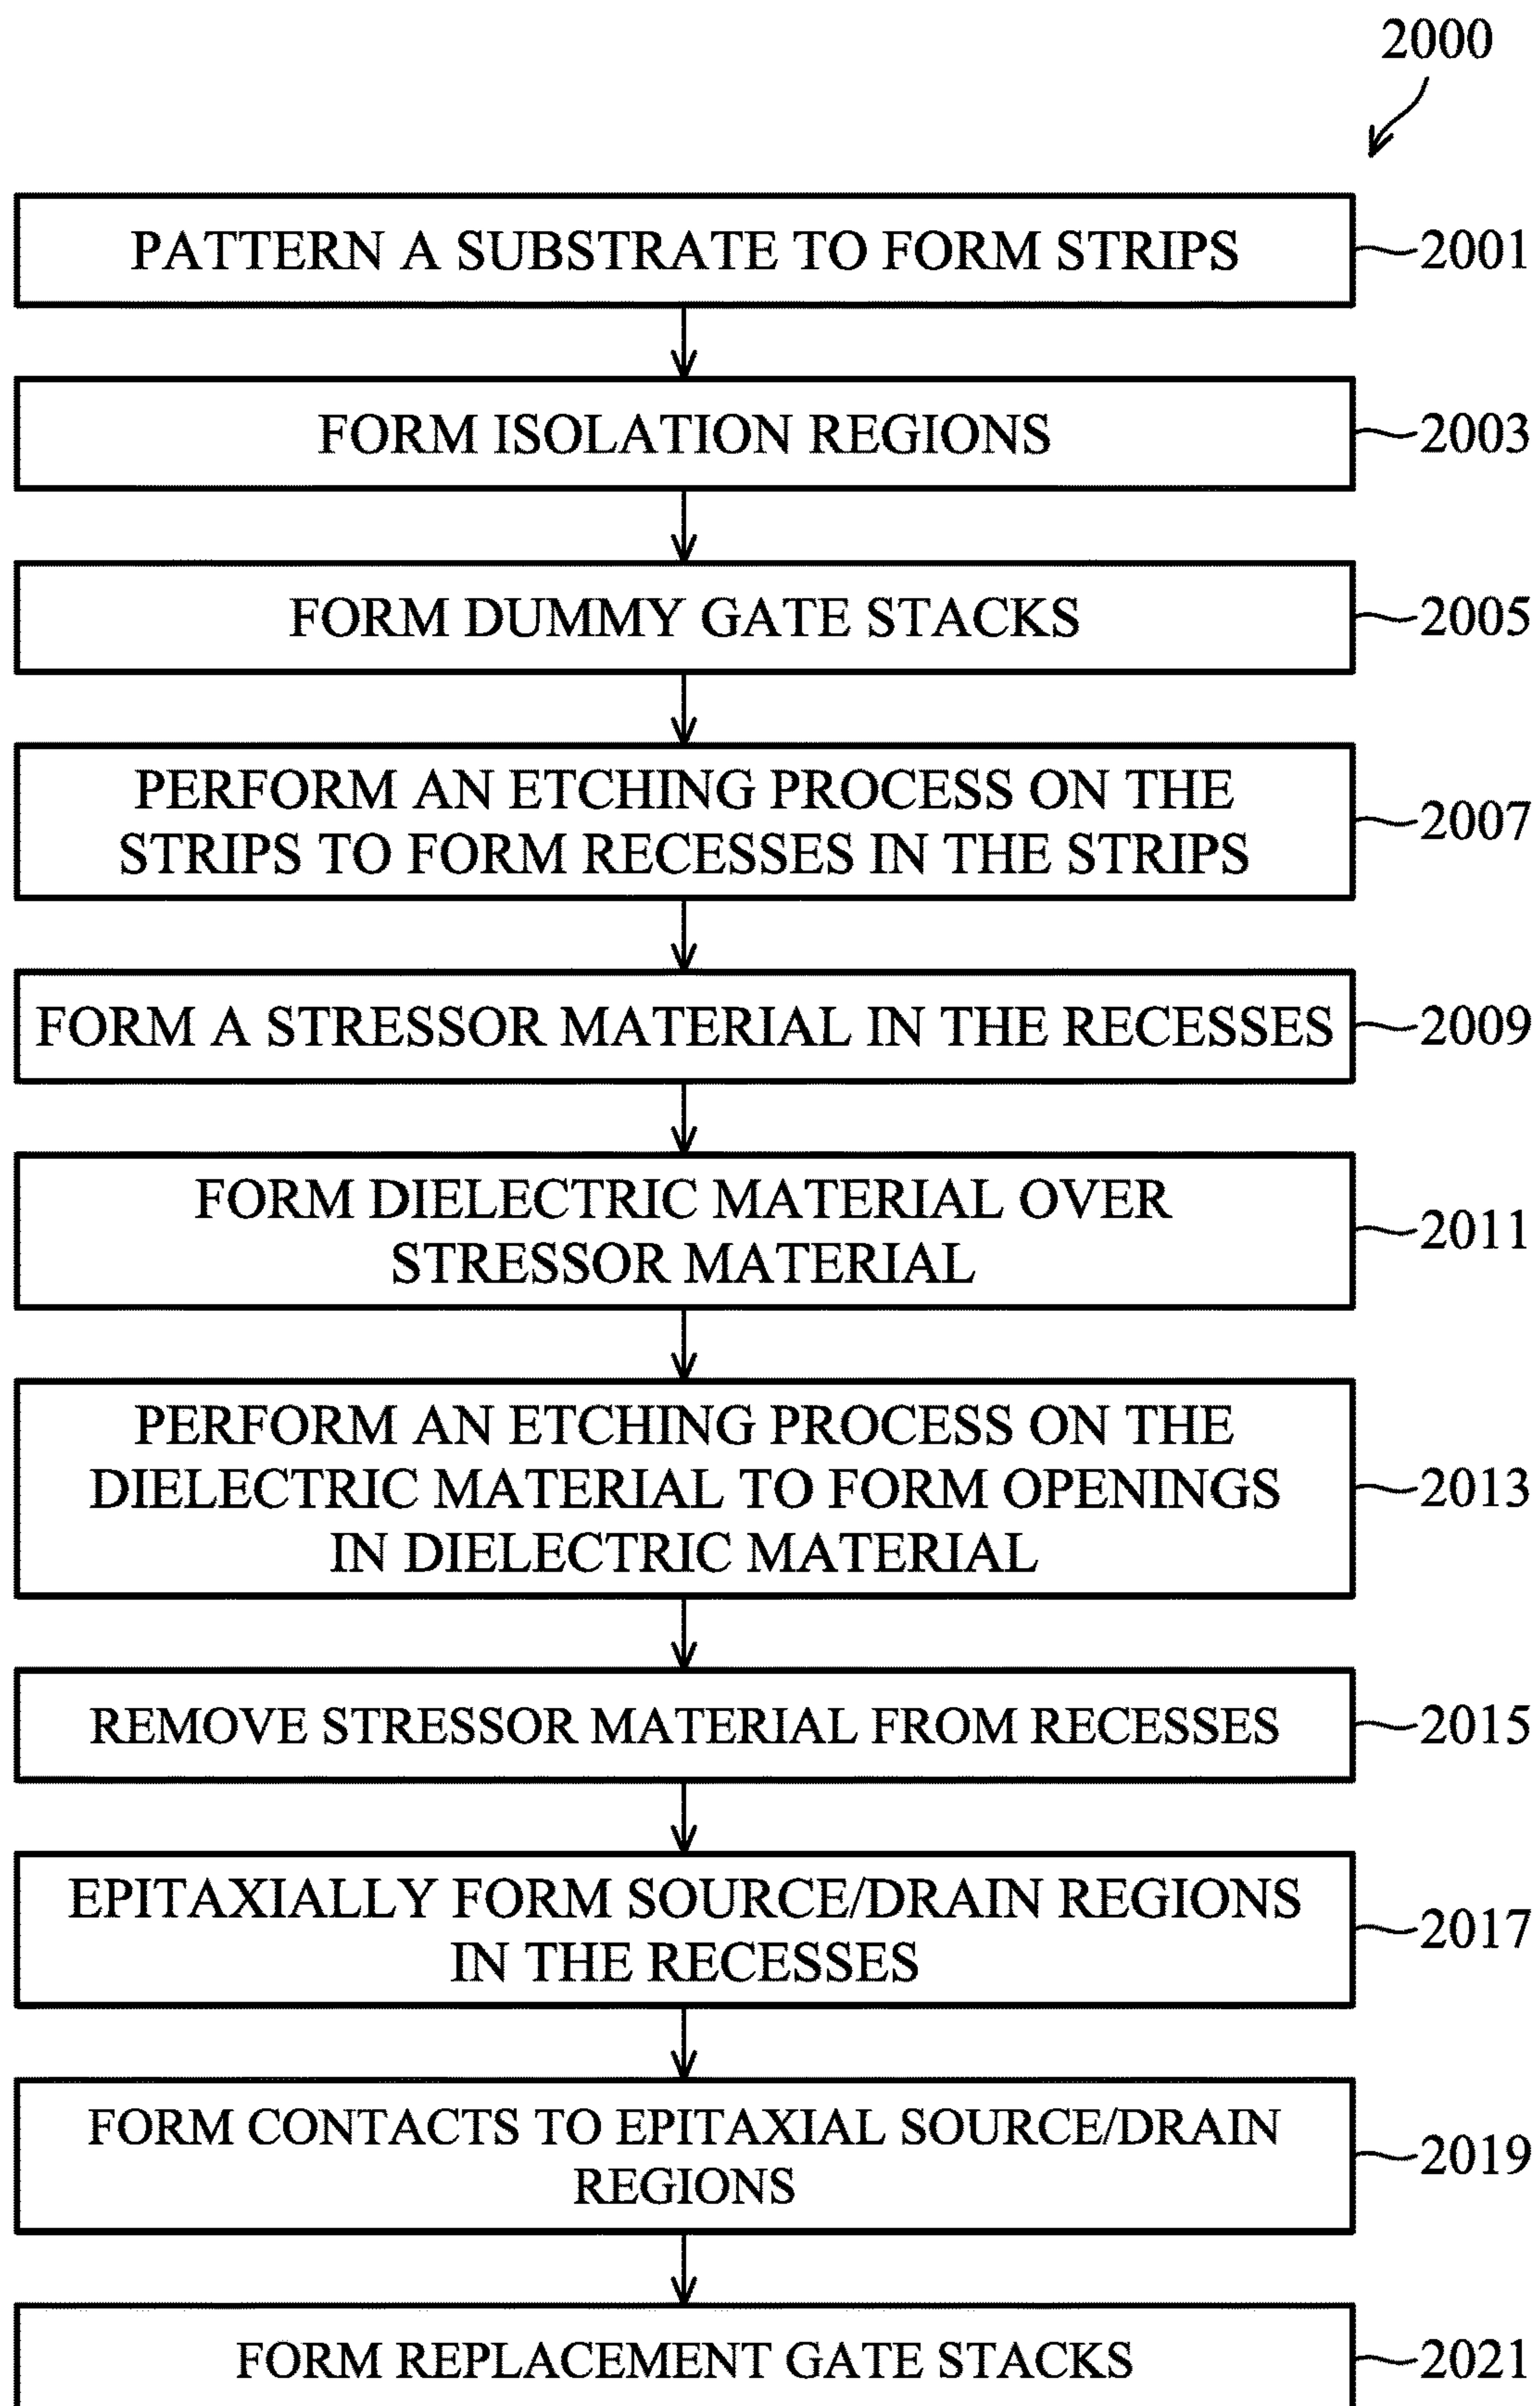 2000
PATTERN A SUBSTRATE TO FORM STRIPS
2001
FORM ISOLATION REGIONS
2003
FORM DUMMY GATE STACKS
2005
PERFORM AN ETCHING PROCESS ON THE
STRIPS TO FORM RECESSES IN THE STRIPS
2007
FORM A STRESSOR MATERIAL IN THE RECESSES
2009
FORM DIELECTRIC MATERIAL OVER
STRESSOR MATERIAL
2011
PERFORM AN ETCHING PROCESS ON THE
DIELECTRIC MATERIAL TO FORM OPENINGS
IN DIELECTRIC MATERIAL
2013
REMOVE STRESSOR MATERIAL FROM RECESSES
2015
EPITAXIALLY FORM SOURCE/DRAIN REGIONS
IN THE RECESSES
2017
FORM CONTACTS TO EPITAXIAL SOURCE/DRAIN
REGIONS
2019
FORM REPLACEMENT GATE STACKS
2021